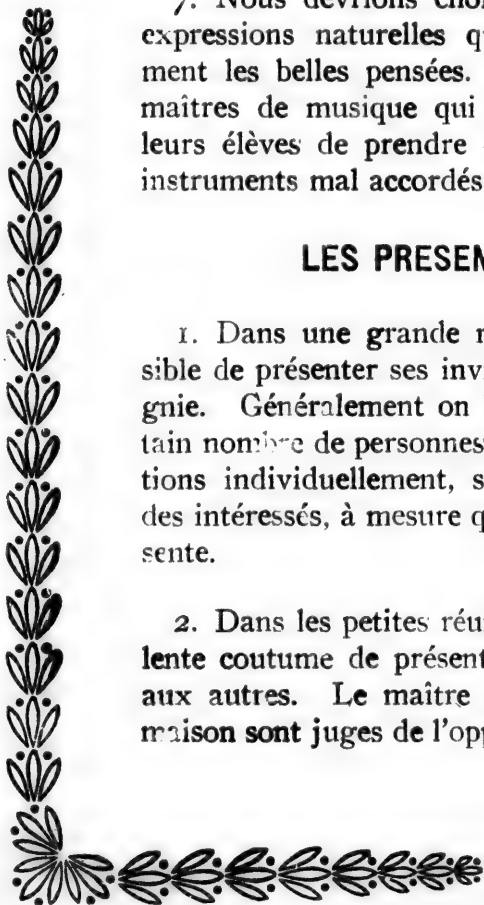 7. Nous devrions choi
expressions naturelles q
ment les belles pensées.
maîtres de musique qui
leurs élèves de prendre
instruments mal accordés
LES PRESEN
1. Dans une grande r
sible de présenter ses inv
gnie. Généralement on
tain nombre de personnes
tions individuellement, s
des intéressés, à mesure q
sente.
2. Dans les petites réu
lente coutume de présent
aux autres. Le maître
maison sont juges de l'op